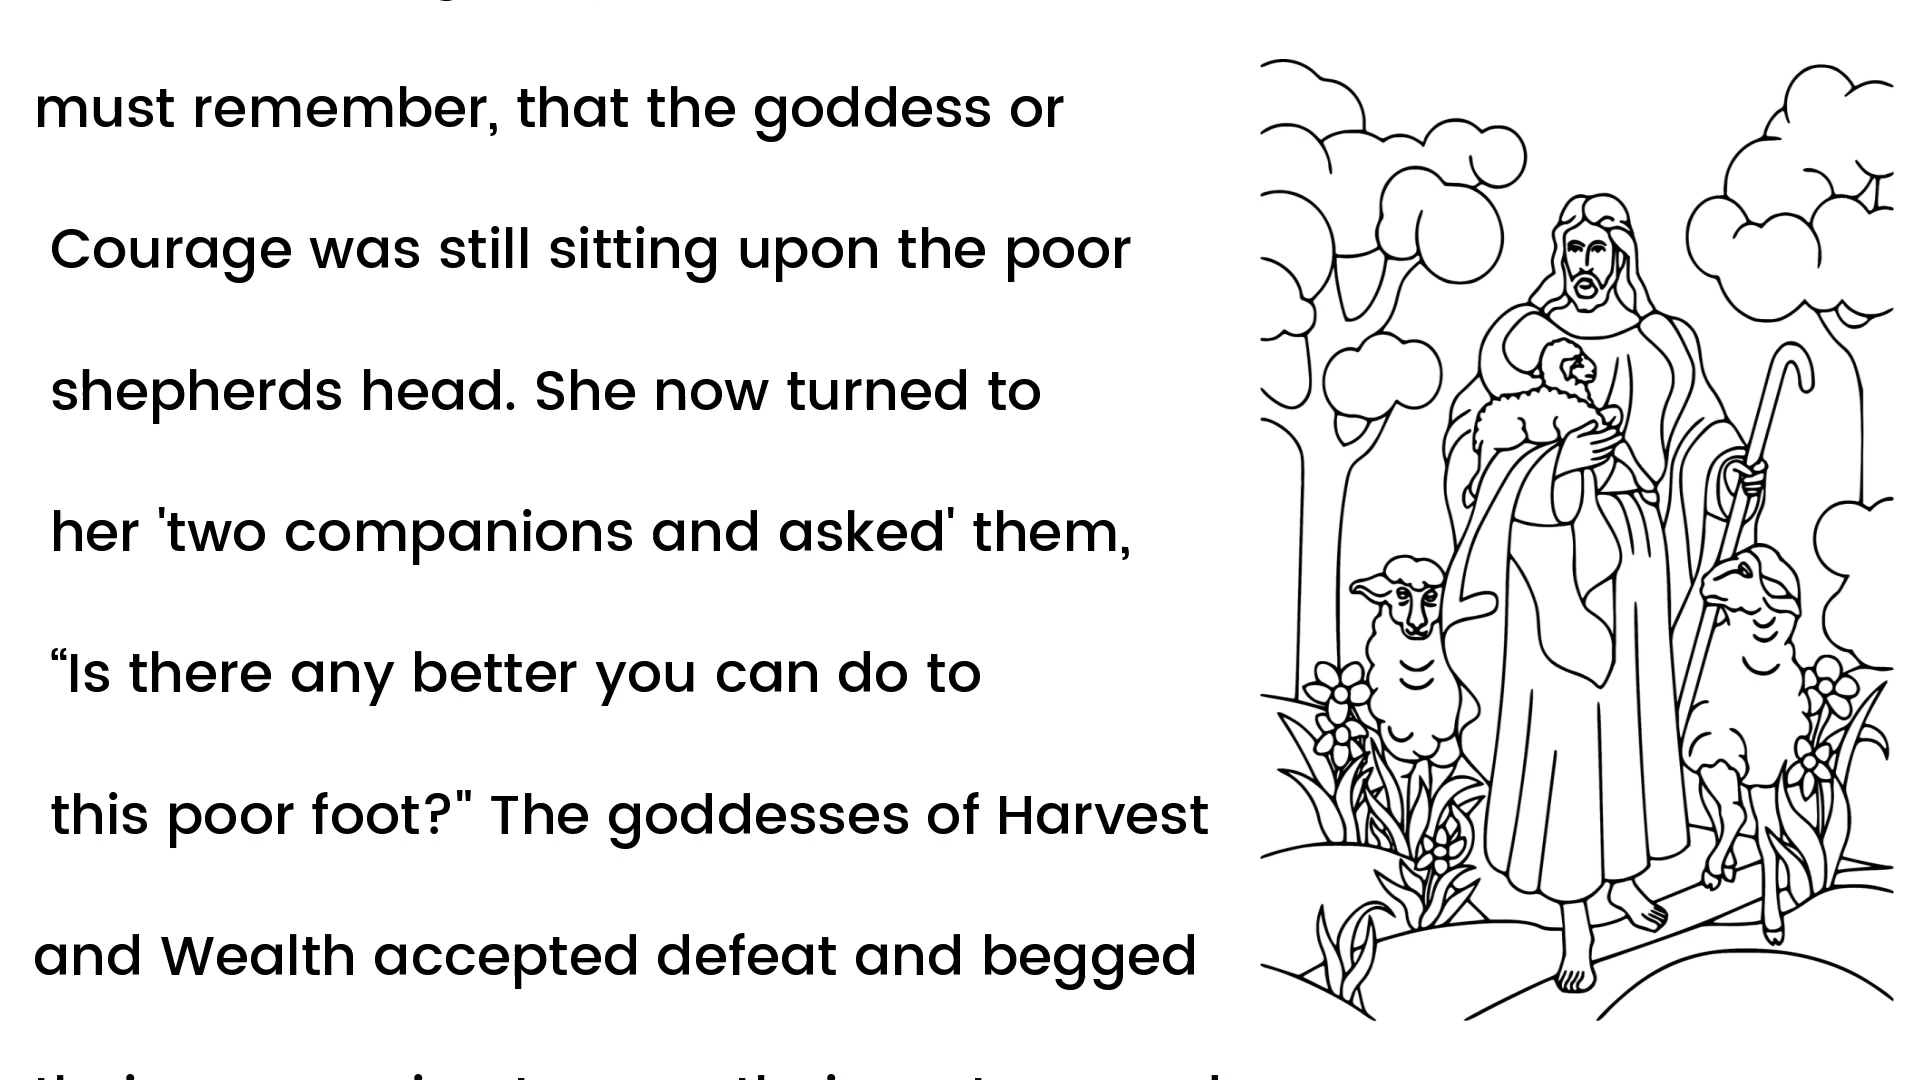 must remember, that the goddess or
Courage was still sitting upon the poor
shepherds head. She now turned to
her 'two companions and asked' them,
“Is there any better you can do to
this poor foot?" The goddesses of Harvest
and Wealth accepted defeat and begged